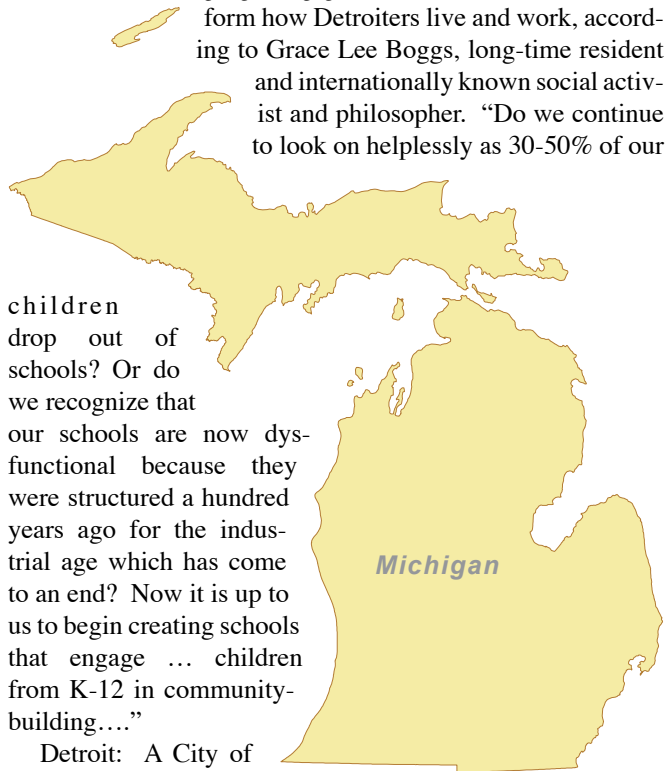 form how Detroiters live and work, accord-
ing to Grace Lee Boggs, long-time resident
and internationally known social activ-
ist and philosopher. “Do we continue
to look on helplessly as 30-50% of our
children
drop out of
schools? Or do
we recognize that
our schools are now dys-
functional because they
were structured a hundred
years ago for the indus-
trial age which has come
to an end? Now it is up to
us to begin creating schools
that engage … children
from K-12 in community-
building….”
Detroit: A City of
Michigan